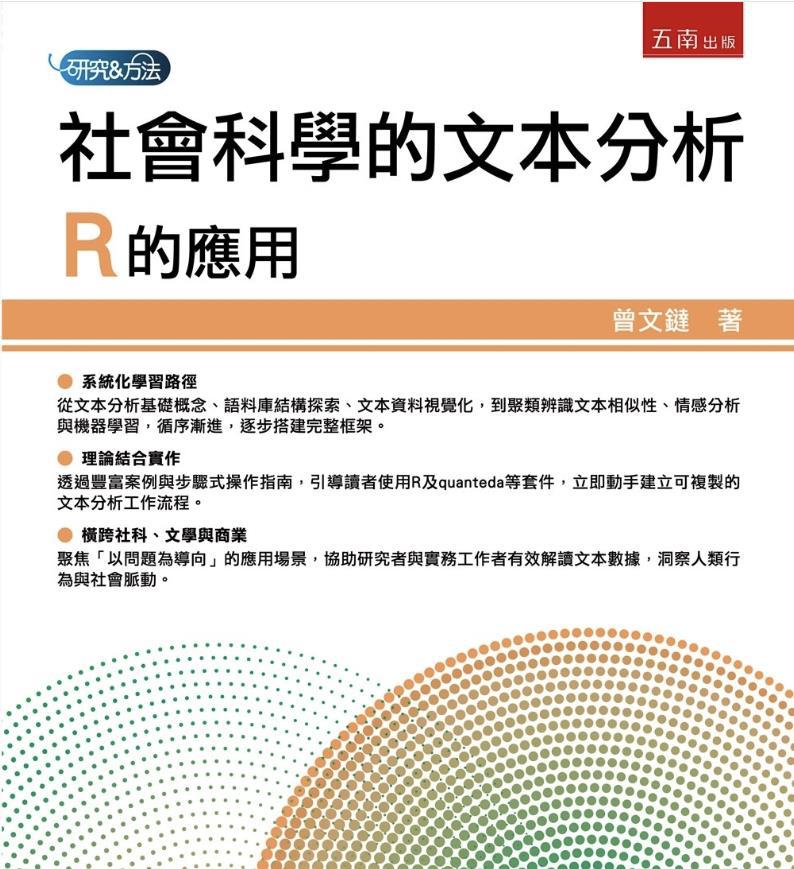 五南出版
研究&方法
社會科學的文本分析
R的應用
曾文鐽 著
系統化學習路徑
從文本分析基礎概念、語料庫結構探索、文本資料視覺化，到聚類辨識文本相似性、情感分析
與機器學習，循序漸進，逐步搭建完整框架。
理論結合實作
透過豐富案例與步驟式操作指南，引導讀者使用R及quanteda等套件，立即動手建立可複製的
文本分析工作流程。
橫跨社科、文學與商業
聚焦「以問題為導向」的應用場景，協助研究者與實務工作者有效解讀文本數據，洞察人類行
為與社會脈動。